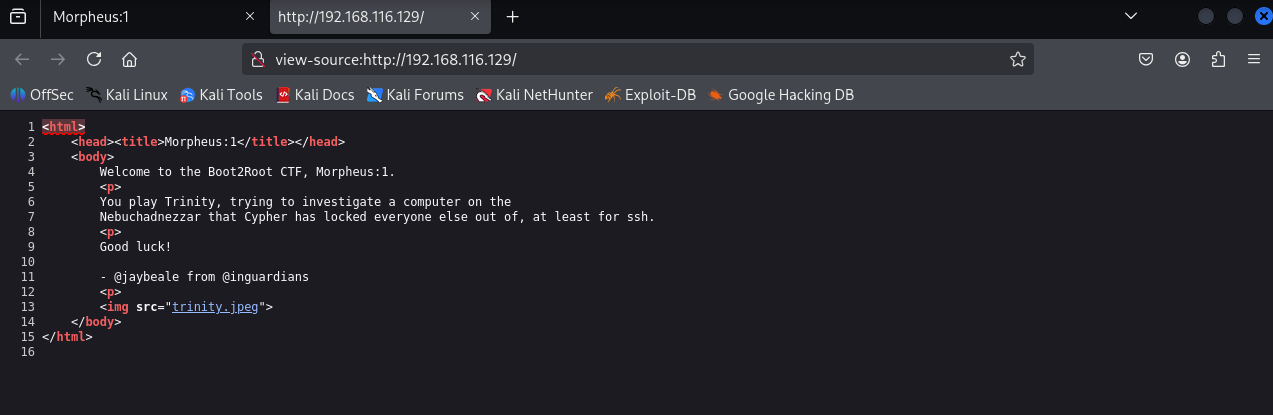 Morpheus:1
http://192.168.116.129/
view-source:http://192.168.116.129/
OffSec Kali Linux Kali Tools Kali Docs Kali Forums Kali NetHunter Exploit-DB Google Hacking DB
1 <html>
2 <head><title>Morpheus:1</title></head>
3 <body>
4 Welcome to the Boot2Root CTF, Morpheus:1.
5 <p>
6 You play Trinity, trying to investigate a computer on the
7 Nebuchadnezzar that Cypher has locked everyone else out of, at least for ssh.
8 <p>
9 Good luck!
10
11 - @jaybeale from @inguardians
12 <p>
13 <img src="trinity.jpeg">
14 </body>
15 </html>
16